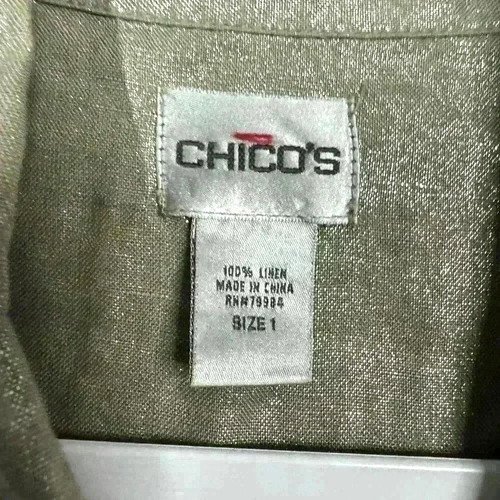 CHICO'S
100% LINEN
MADE IN CHINA
RN#79984
SIZE 1